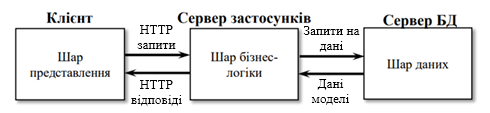 Клієнт
Сервер застосунків
Сервер БД
Шар
представлення
HTTP
запити
HTTP
відповіді
Шар бізнес-
логіки
Запити на
дані
Дані
моделі
Шар даних